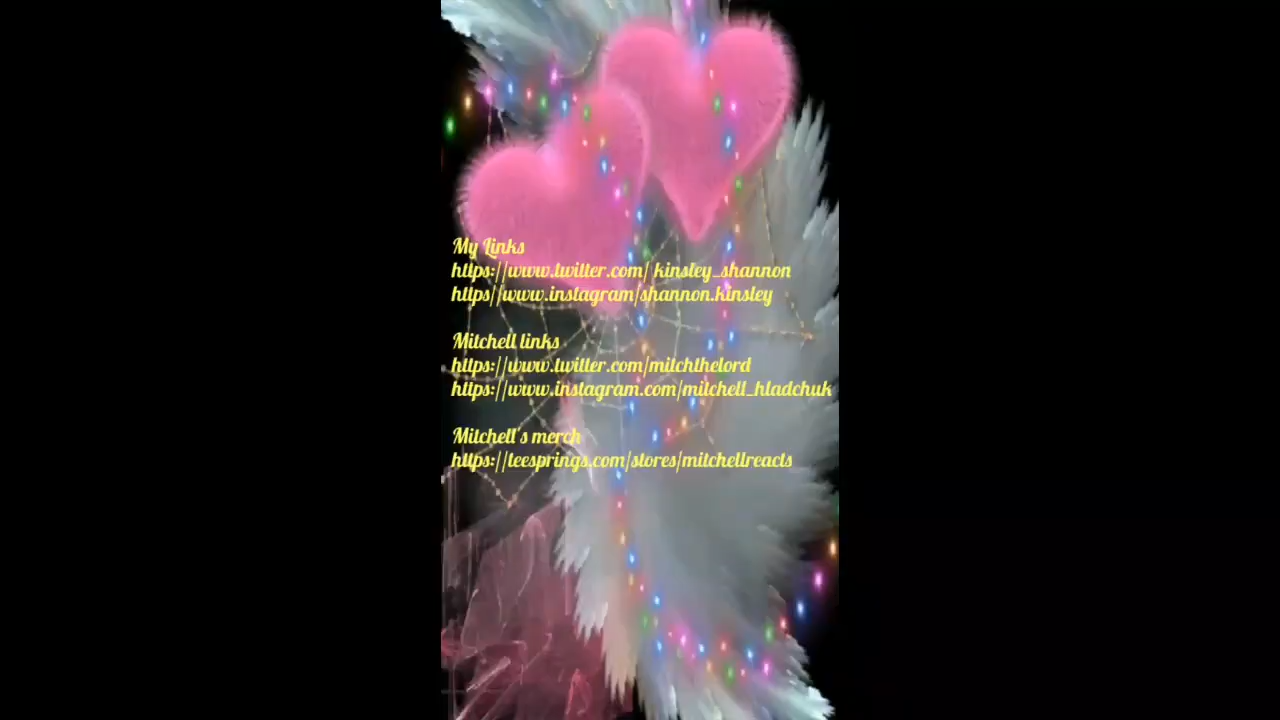 My Links
https://www.twitter.com/ kinsley_shannon
https//www.instagram/shannon.kinsley
Mitchell links
https://www.twitter.com/mitchthelord
https://www.instagram.com/mitchell_hladchuk
Mitchell's merch
https://teesprings.com/stores/mitchellreacts